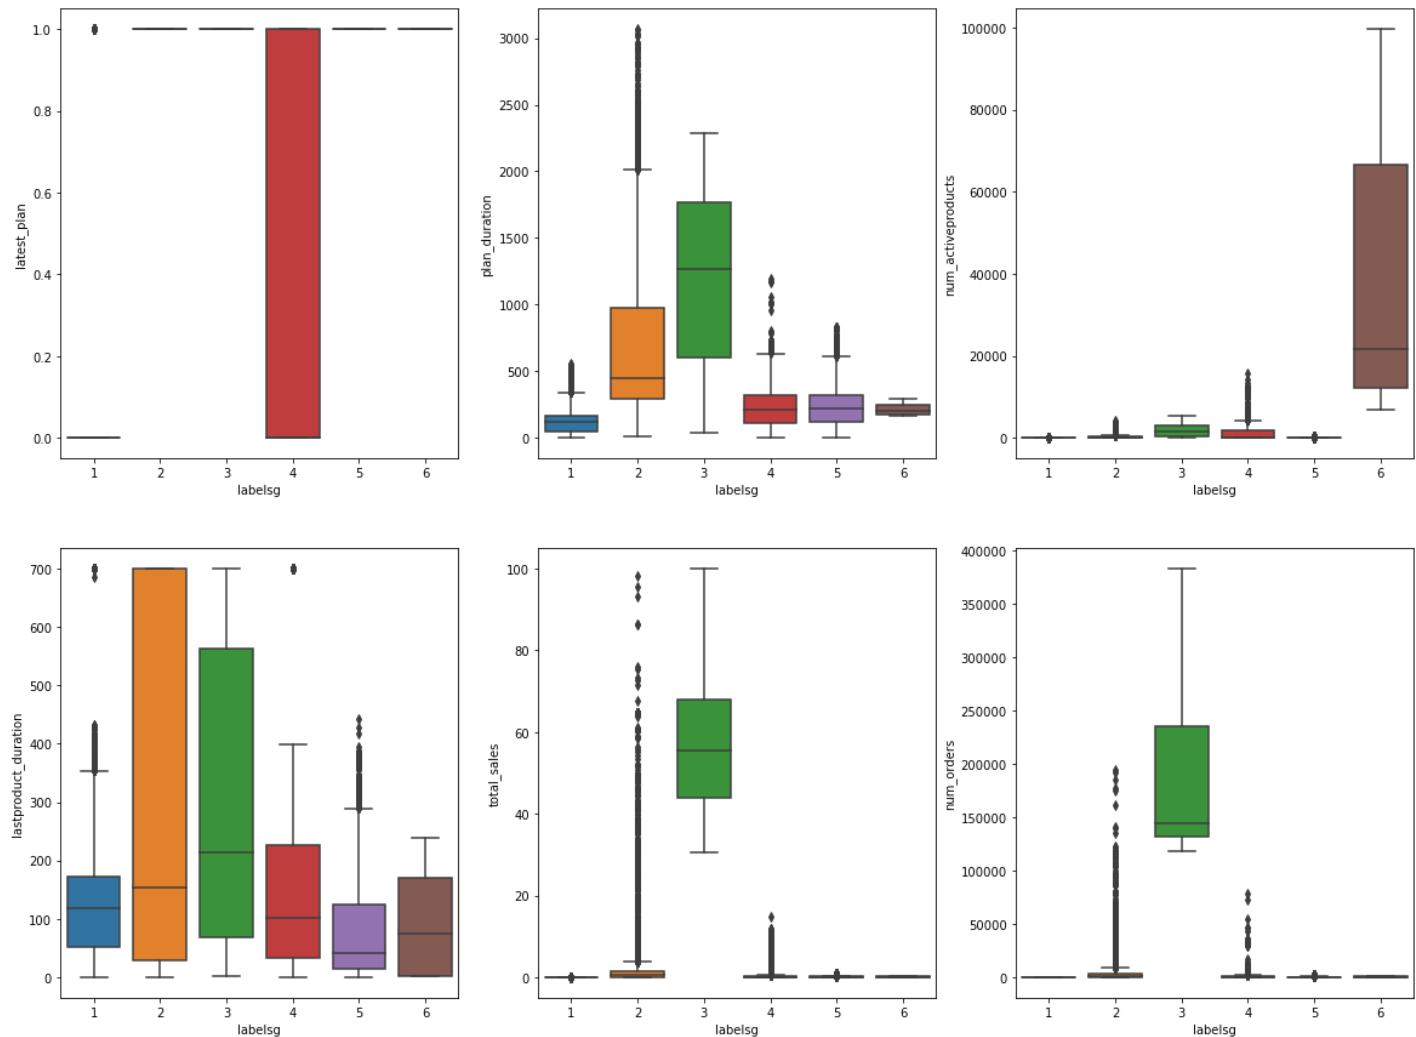 1.0
0.8
0.6
0.4
0.2
0.0
latest_plan
1 2 3 4 5 6
labelsg
3000
2500
2000
1500
1000
500
0
plan_duration
1 2 3 4 5 6
labelsg
100000
80000
60000
40000
20000
0
num_activeproducts
1 2 3 4 5 6
labelsg
700
600
500
400
300
200
100
0
lastproduct_duration
1 2 3 4 5 6
labelsg
100
80
60
40
20
0
total_sales
1 2 3 4 5 6
labelsg
400000
350000
300000
250000
200000
150000
100000
50000
0
num_orders
1 2 3 4 5 6
labelsg